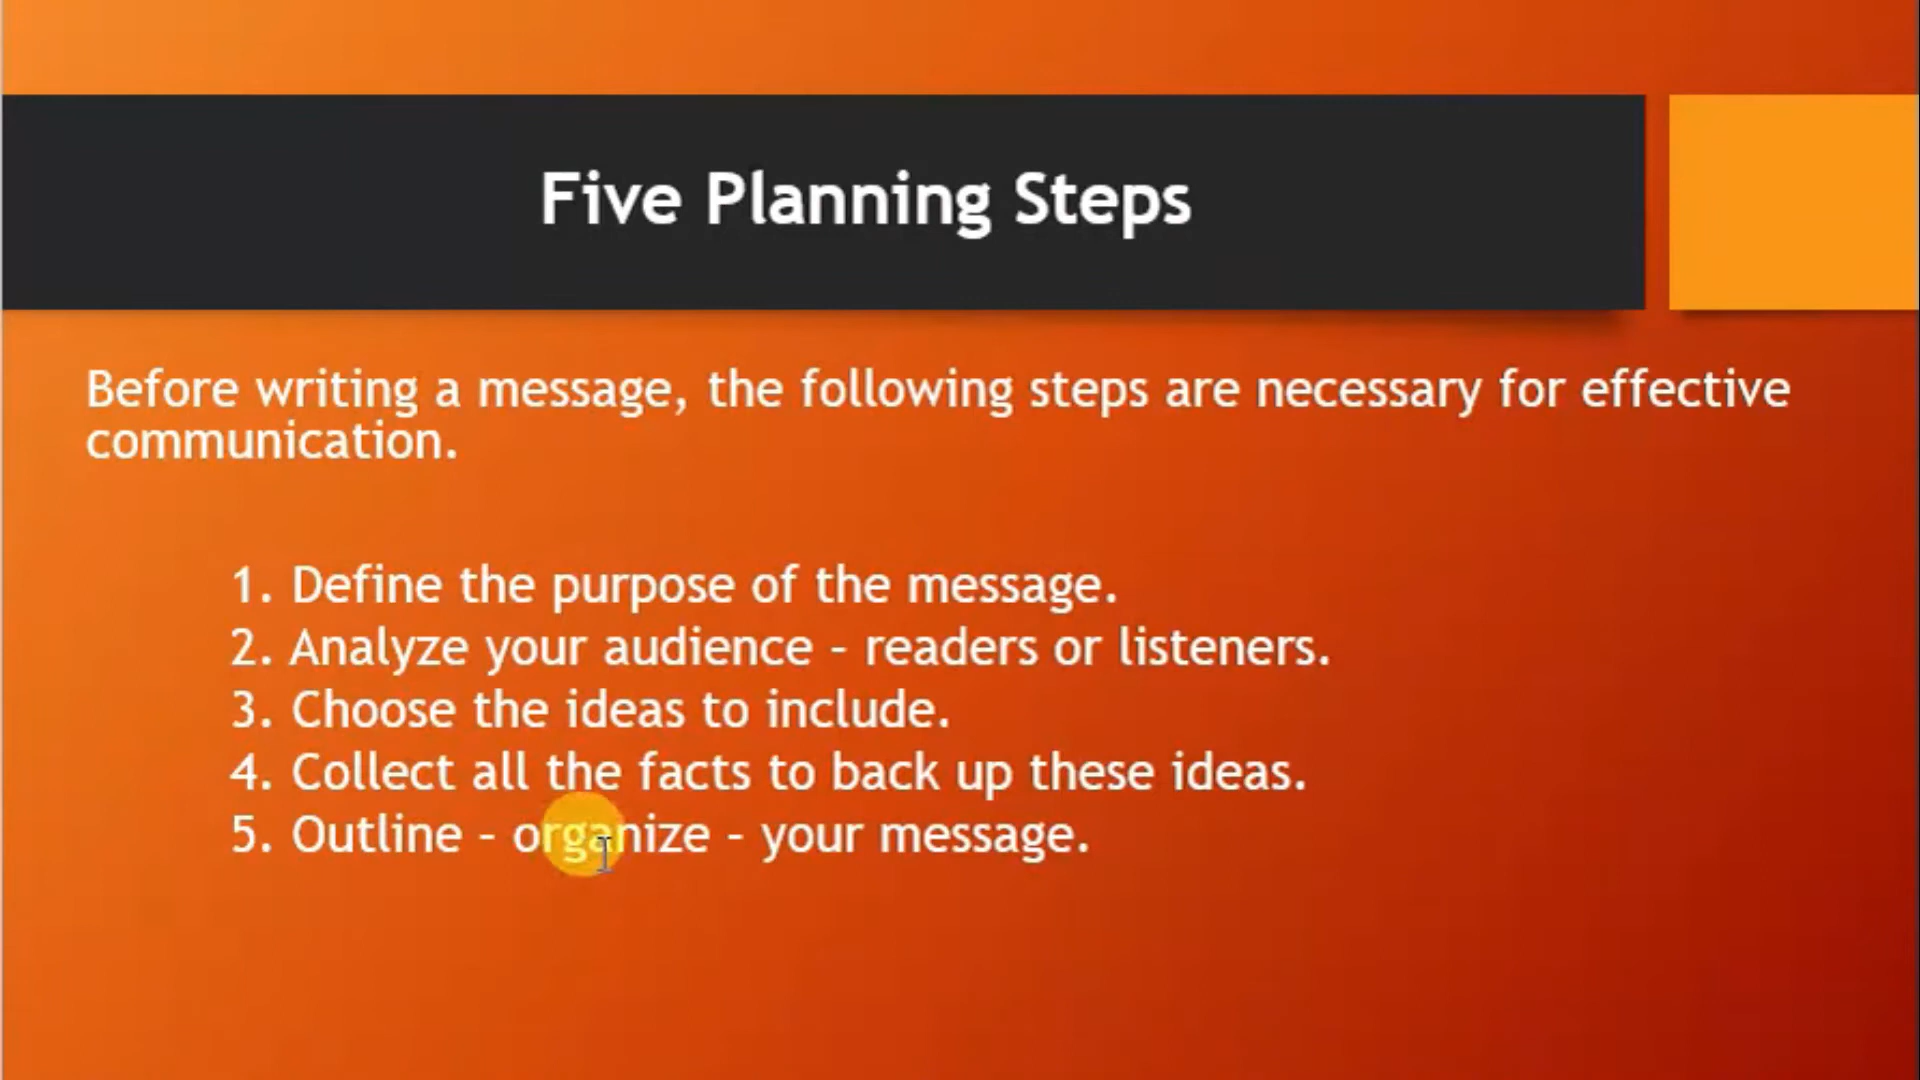 Five Planning Steps
Before writing a message, the following steps are necessary for effective
communication.
1. Define the purpose of the message.
2. Analyze your audience – readers or listeners.
3. Choose the ideas to include.
4. Collect all the facts to back up these ideas.
5. Outline – organize – your message.